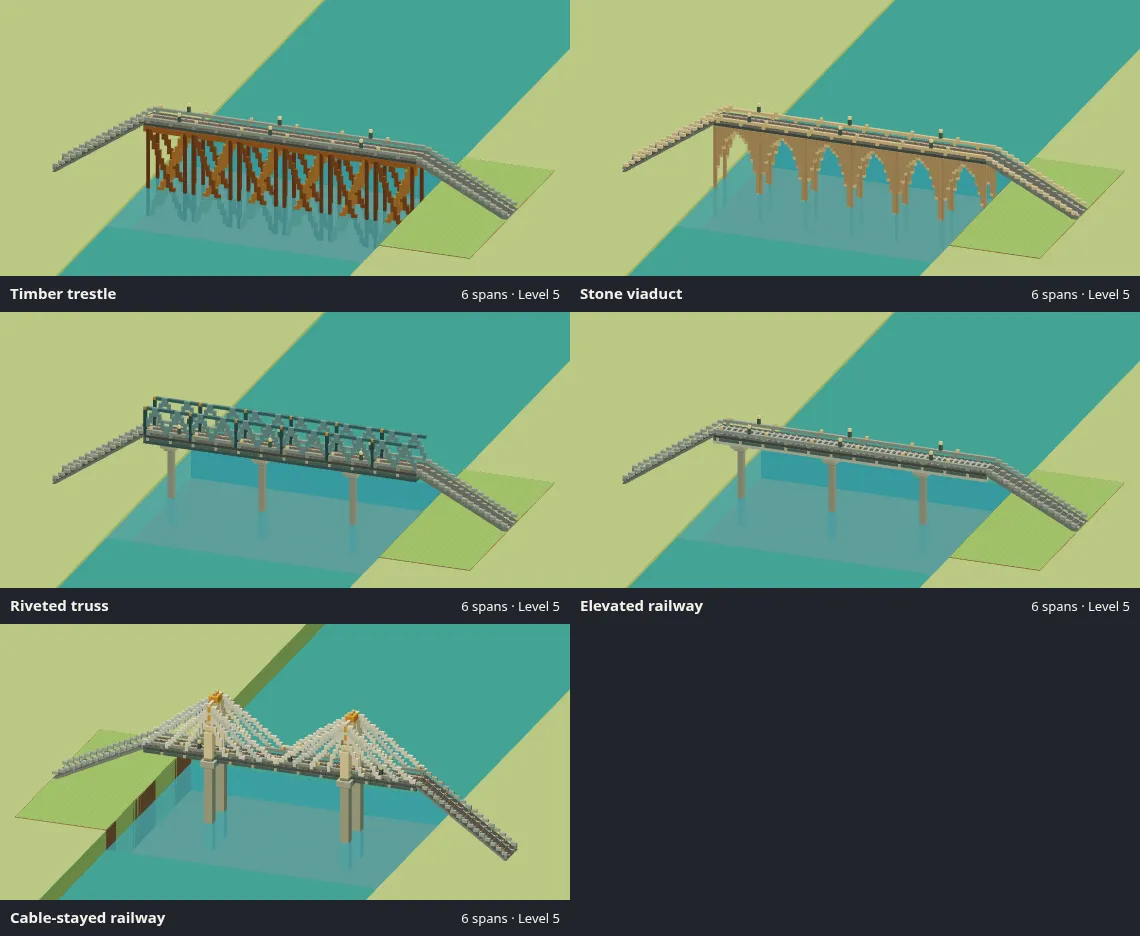 Timber trestle 6 spans · Level 5
Stone viaduct 6 spans · Level 5
Riveted truss 6 spans · Level 5
Elevated railway 6 spans · Level 5
Cable-stayed railway 6 spans · Level 5